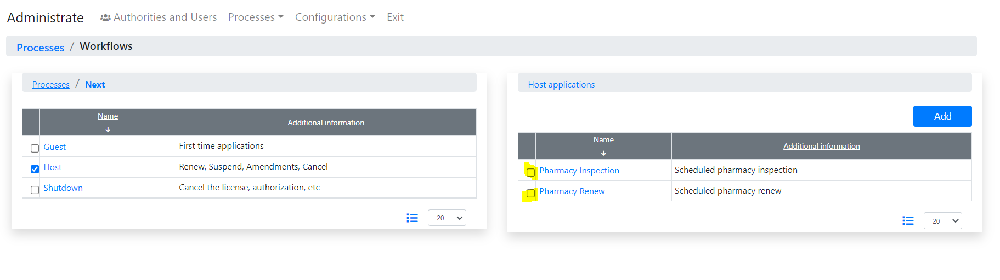 Administrate Authorities and Users Processes Configurations Exit
Processes / Workflows
Processes / Next
Name Additional information
Guest First time applications
Host Renew, Suspend, Amendments, Cancel
Shutdown Cancel the license, authorization, etc
20
Host applications
Add
Name Additional information
Pharmacy Inspection Scheduled pharmacy inspection
Pharmacy Renew Scheduled pharmacy renew
20